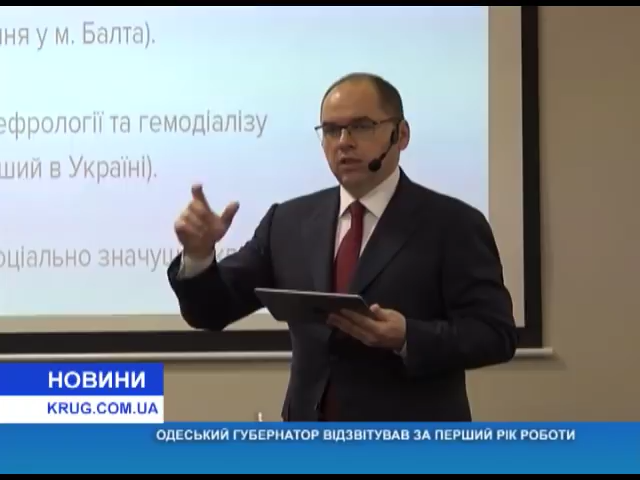 ня у м. Балта).
ефрології та гемодіалізу
ший в Україні).
оціально значущ
НОВИНИ
KRUG.COM.UA
ОДЕСЬКИЙ ГУБЕРНАТОР ВІДЗВІТУВАВ ЗА ПЕРШИЙ РІК РОБОТИ